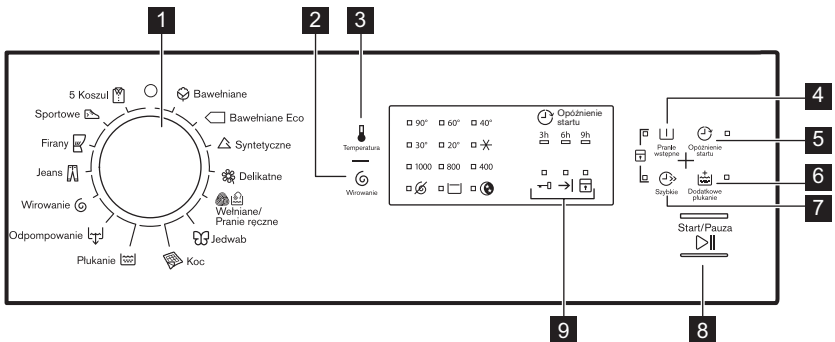 1
2
3
4
5
6
7
8
9
5 Koszul
Sportowe
Firany
Jeans
Wirowanie
Odpompowanie
Płukanie
Bawełniane
Bawełniane Eco
Syntetyczne
Delikatne
Wełniane/
Pranie ręczne
Jedwab
Koc
Temperatura
Wirowanie
90° 60° 40°
30° 20°
1000 800 400
Opóźnienie
startu
3h 6h 9h
Pranie
wstępne
Opóźnienie
startu
Szybkie
Dodatkowe
płukanie
Start/Pauza